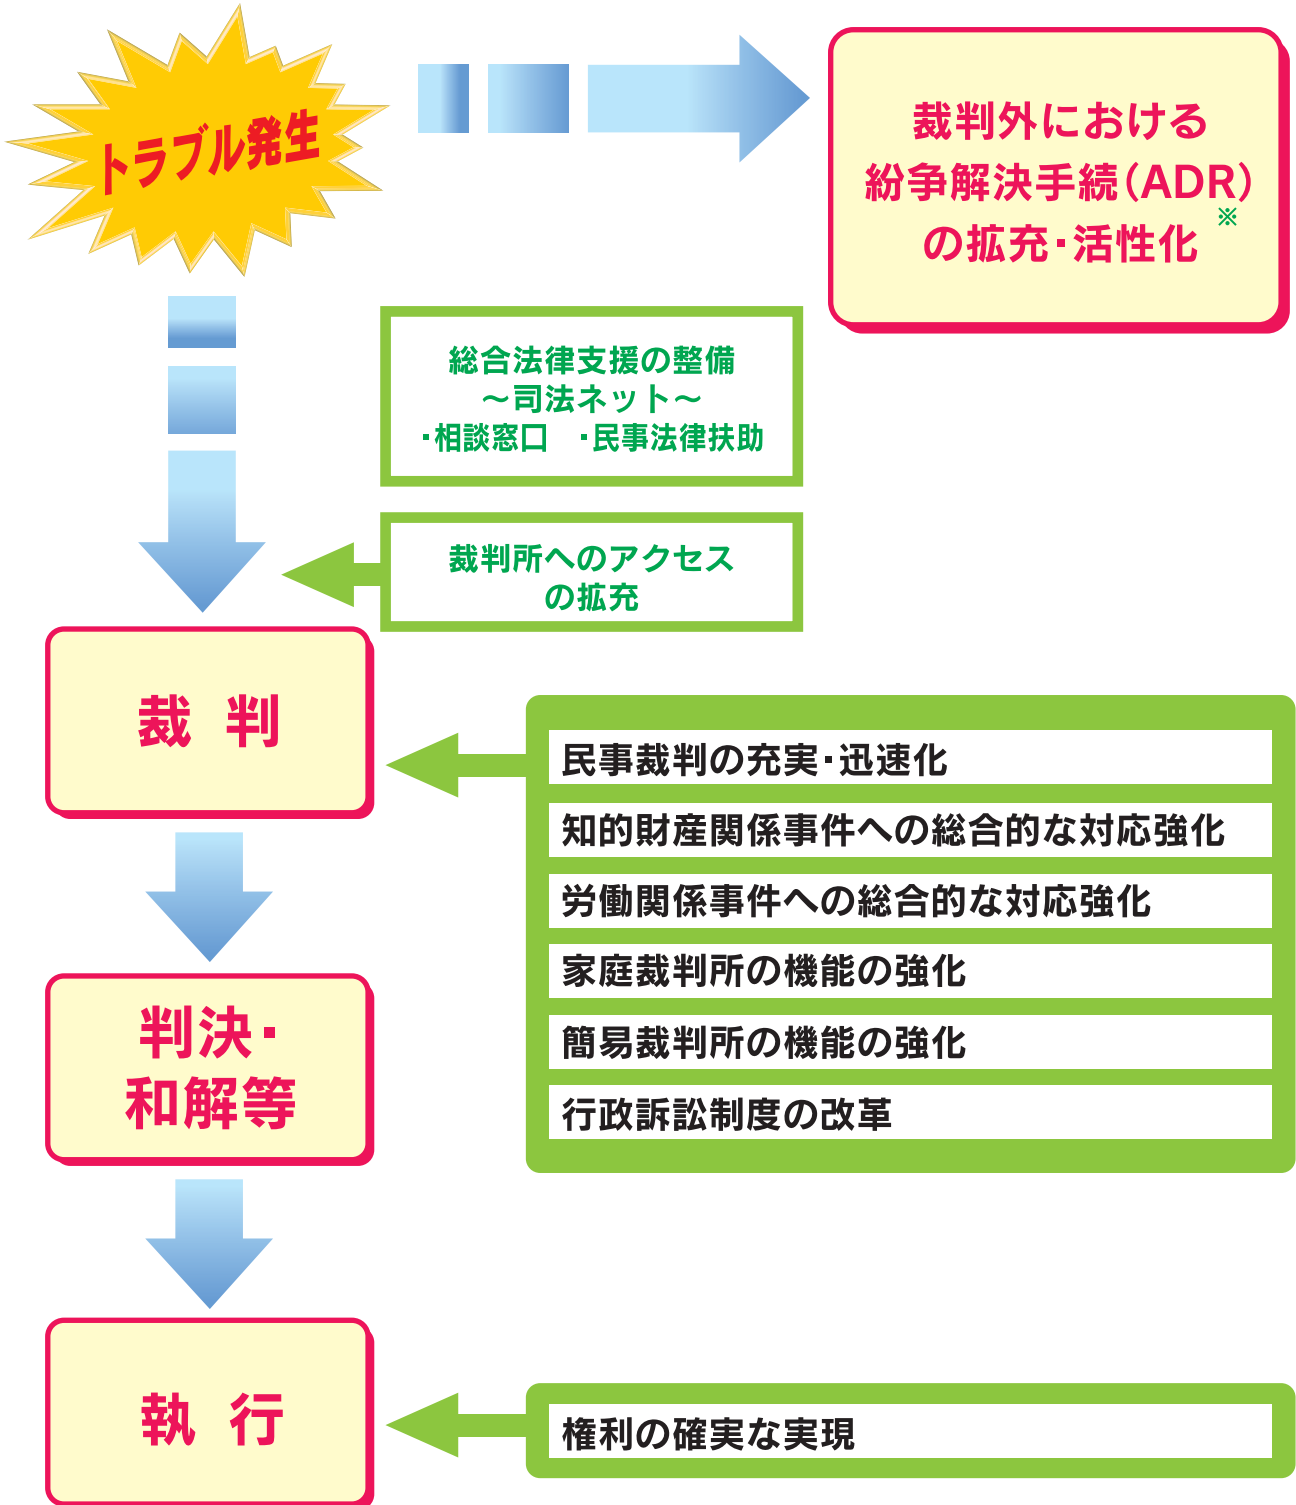 トラブル発生
裁判外における
紛争解決手続(ADR)
の拡充・活性化※
総合法律支援の整備
～司法ネット～
・相談窓口　・民事法律扶助
裁判所へのアクセス
の拡充
裁 判
民事裁判の充実・迅速化
知的財産関係事件への総合的な対応強化
労働関係事件への総合的な対応強化
家庭裁判所の機能の強化
簡易裁判所の機能の強化
行政訴訟制度の改革
判決・
和解等
執 行
権利の確実な実現